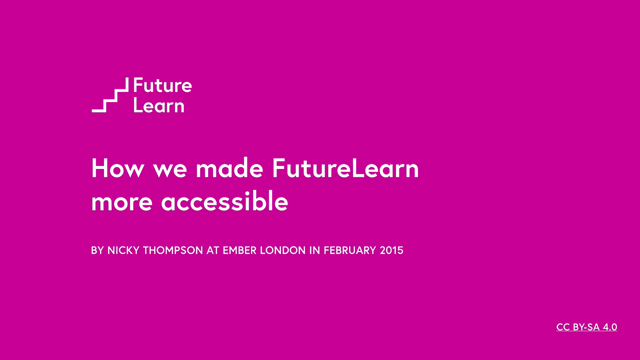 Future
Learn
How we made FutureLearn
more accessible
BY NICKY THOMPSON AT EMBER LONDON IN FEBRUARY 2015
CC BY-SA 4.0